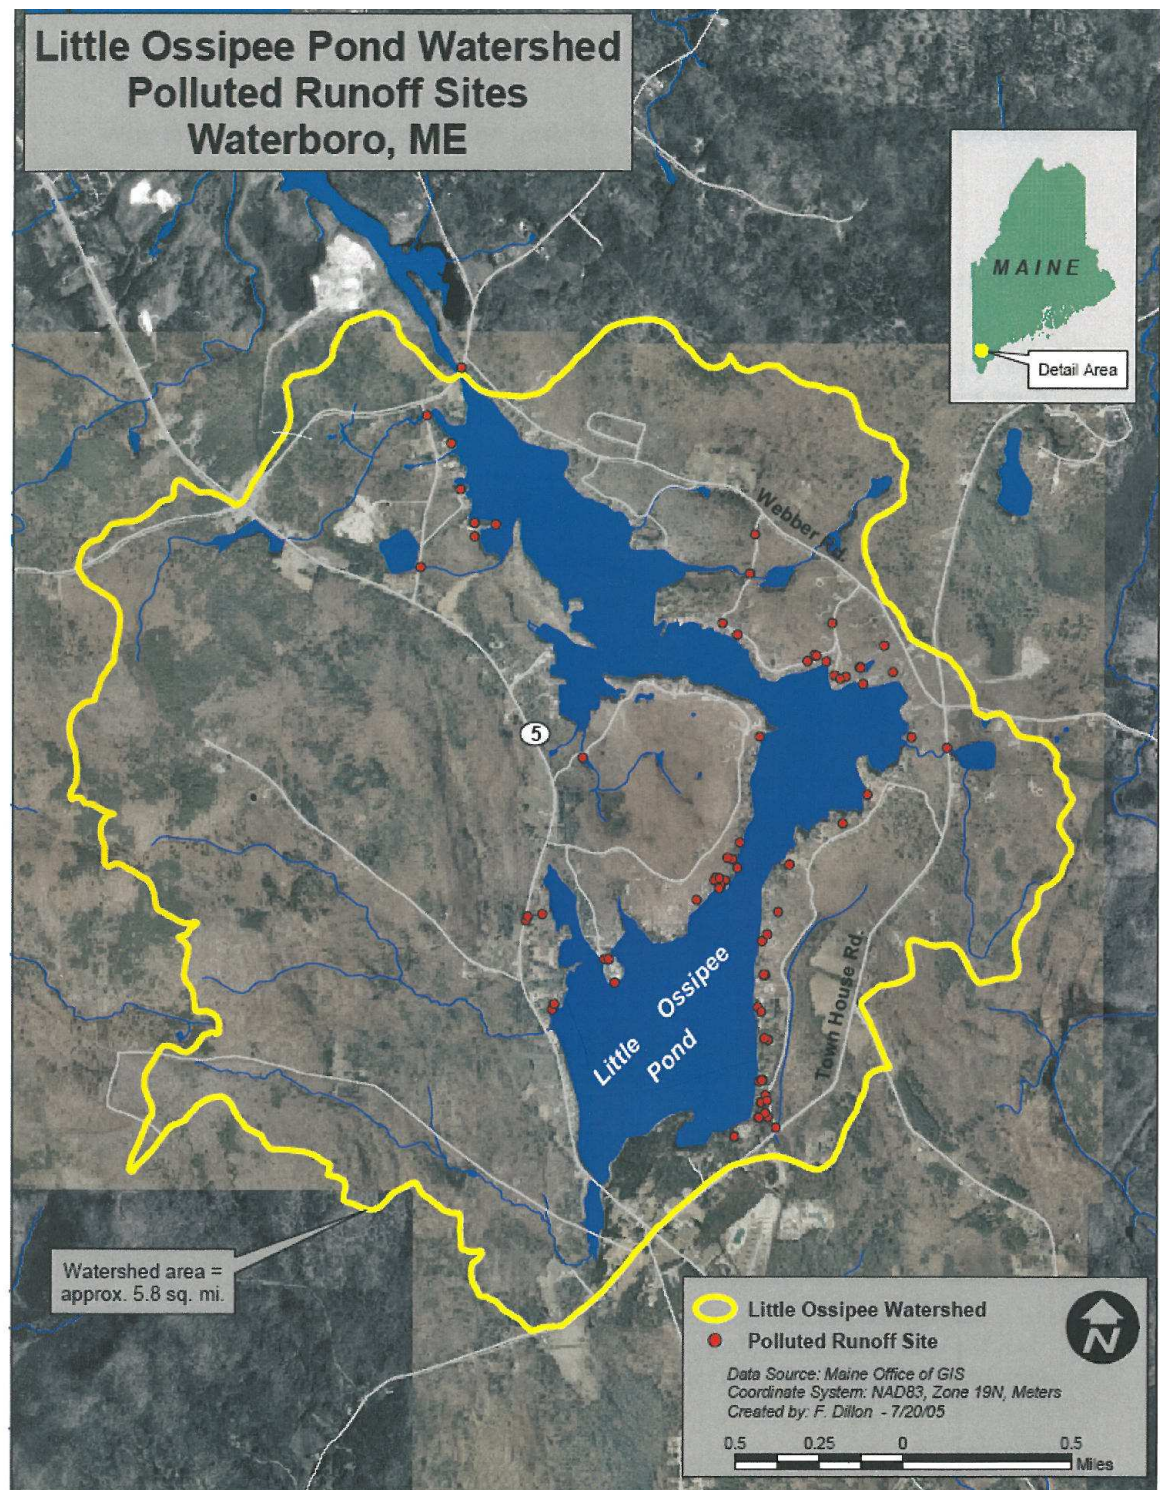 Little Ossipee Pond Watershed
Polluted Runoff Sites
Waterboro, ME
MAINE
Detail Area
Webber Rd.
5
Little Ossipee
Pond
Town House Rd.
Watershed area =
approx. 5.8 sq. mi.
Little Ossipee Watershed
Polluted Runoff Site
N
Data Source: Maine Office of GIS
Coordinate System: NAD83, Zone 19N, Meters
Created by: F. Dillon - 7/20/05
0.5 0.25 0 0.5
Miles